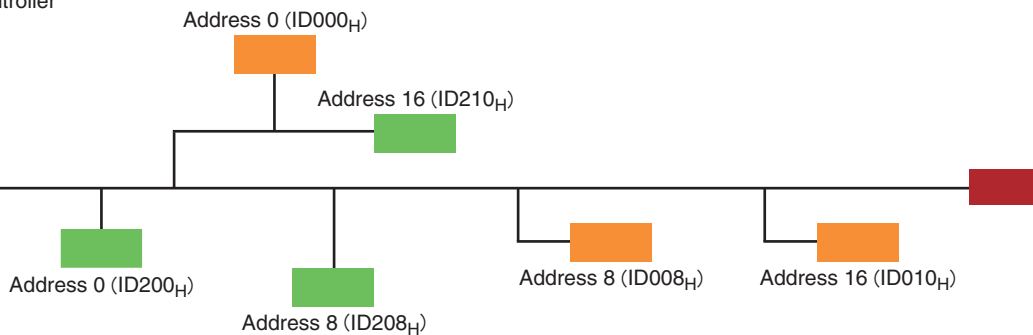 Address 0 (ID000H)
Address 16 (ID210H)
Address 0 (ID200H)
Address 8 (ID008H)
Address 16 (ID010H)
Address 8 (ID208H)